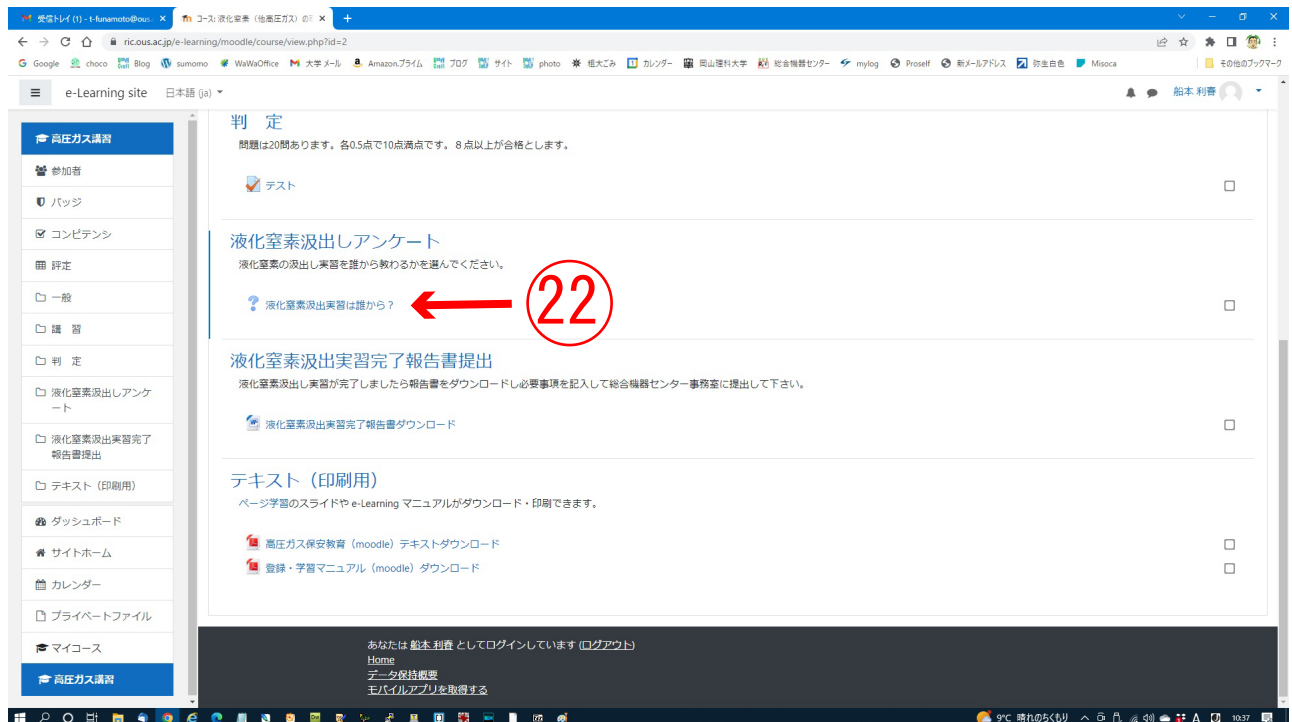 受信トレイ (1) - t-funamoto@ous.
コース: 液化窒素（他高圧ガス）の
ric.ous.ac.jp/e-learning/moodle/course/view.php?id=2
Google choco Blog sumomo WaWaOffice 大学メール Amazonプライム ブログ サイト photo 粗大ごみ カレンダー 岡山理科大学 総合機器センター mylog Proself 新メールアドレス 弥生白色 Misoca その他のブックマーク
e-Learning site 日本語 (ja) 船本 利春
高圧ガス講習
参加者
バッジ
コンピテンシ
評定
一般
講 習
判 定
液化窒素汲出しアンケ
ート
液化窒素汲出実習完了
報告書提出
テキスト（印刷用）
ダッシュボード
サイトホーム
カレンダー
プライベートファイル
マイコース
高圧ガス講習
判 定
問題は20問あります。各0.5点で10点満点です。８点以上が合格とします。
テスト
液化窒素汲出しアンケート
液化窒素の汲出し実習を誰から教わるかを選んでください。
液化窒素汲出実習は誰から？
22
液化窒素汲出実習完了報告書提出
液化窒素汲出し実習が完了しましたら報告書をダウンロードし必要事項を記入して総合機器センター事務室に提出して下さい。
液化窒素汲出実習完了報告書ダウンロード
テキスト（印刷用）
ページ学習のスライドや e-Learning マニュアルがダウンロード・印刷できます。
高圧ガス保安教育（moodle）テキストダウンロード
登録・学習マニュアル（moodle）ダウンロード
あなたは 船本 利春 としてログインしています (ログアウト)
Home
データ保持概要
モバイルアプリを取得する
9°C 晴れのちくもり A 10:37